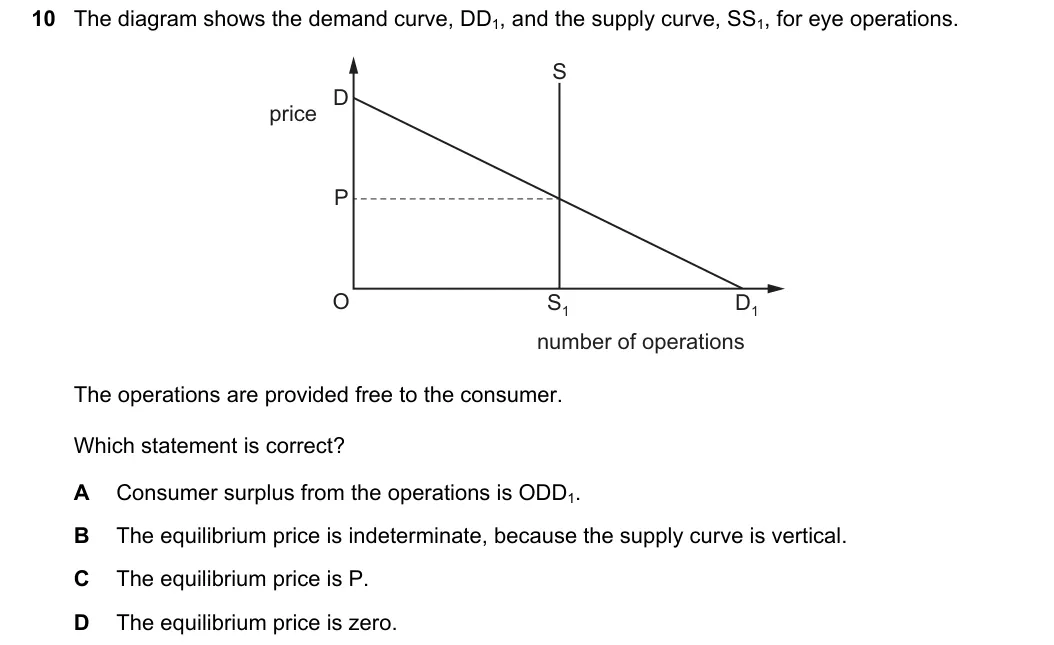 10 The diagram shows the demand curve, DD₁, and the supply curve, SS₁, for eye operations.
S
D
price
P
O
S₁
D₁
number of operations
The operations are provided free to the consumer.
Which statement is correct?
A Consumer surplus from the operations is ODD₁.
B The equilibrium price is indeterminate, because the supply curve is vertical.
C The equilibrium price is P.
D The equilibrium price is zero.